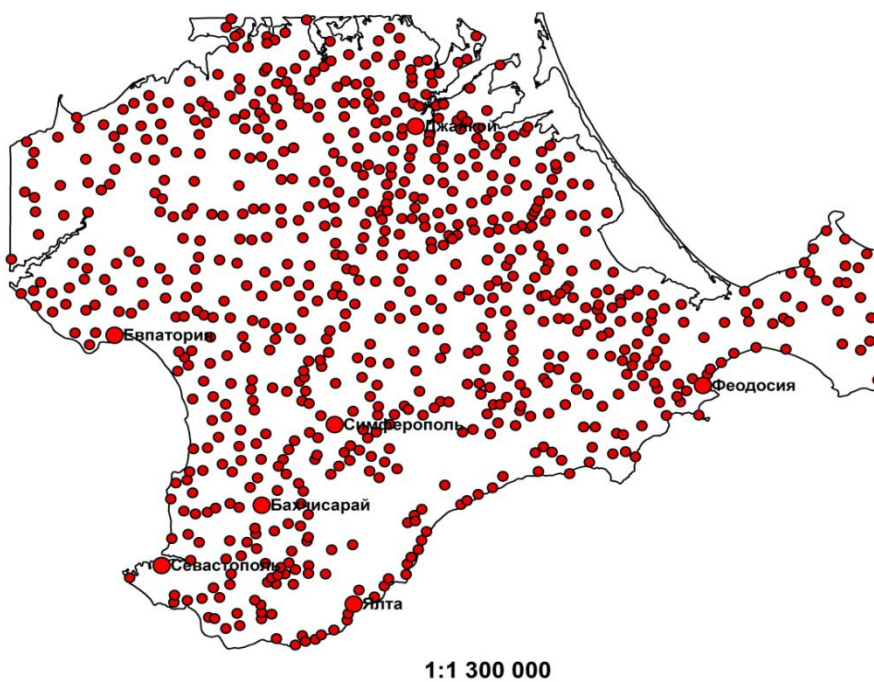 Джанкой
Евпатория
Феодосия
Симферополь
Бахчисарай
Севастополь
Ялта
1:1 300 000